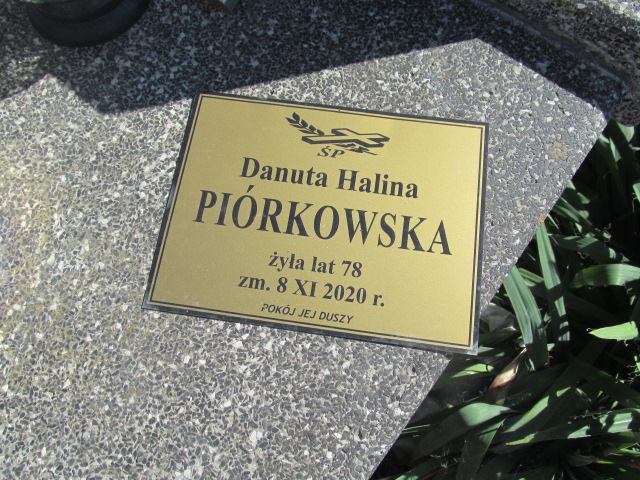 ŚP
Danuta Halina
PIÓRKOWSKA
żyła lat 78
zm. 8 XI 2020 r.
POKÓJ JEJ DUSZY